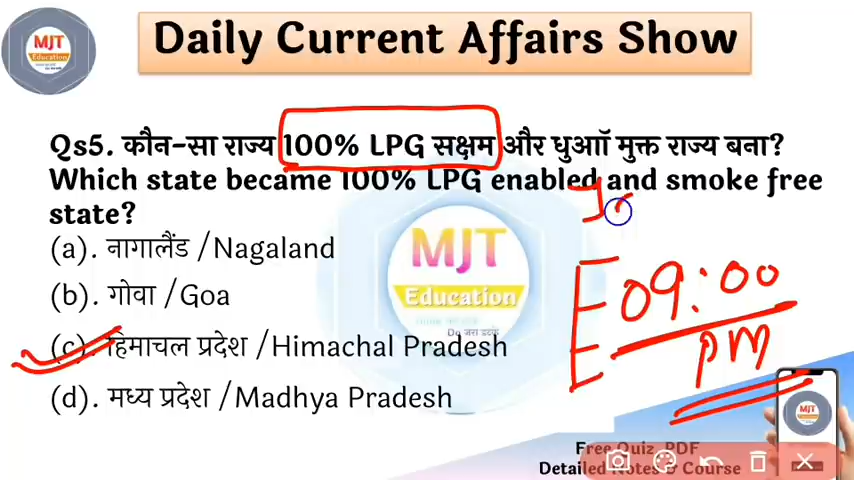 MJT
Education
Daily Current Affairs Show
Qs5. कौन-सा राज्य 100% LPG सक्षम और धुआॉ मुक्त राज्य बना?
Which state became 100% LPG enabled and smoke free
state?
(a). नागालैंड /Nagaland
(b). गोवा /Goa
(c). हिमाचल प्रदेश /Himachal Pradesh
(d). मध्य प्रदेश /Madhya Pradesh
MJT
Education
09:00
PM
MJT
Free Quiz, PDF
Detailed Notes & Course